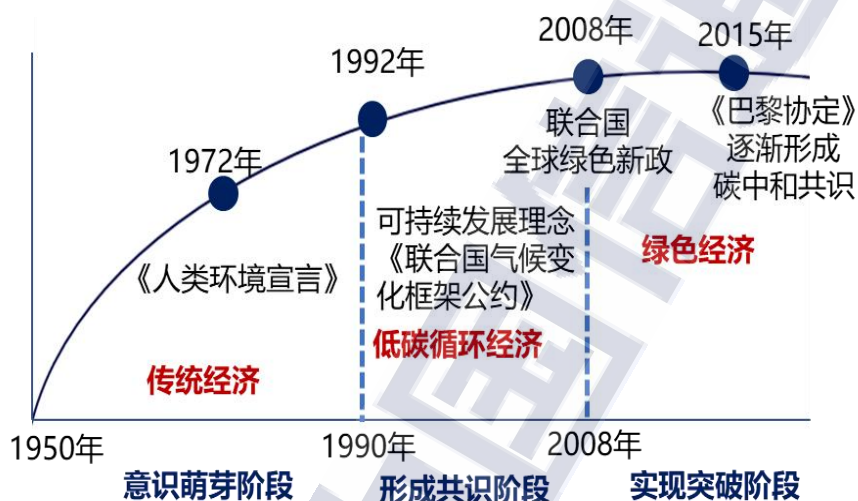 1972年
1992年
2008年
2015年
《人类环境宣言》
可持续发展理念
《联合国气候变
化框架公约》
联合国
全球绿色新政
《巴黎协定》
逐渐形成
碳中和共识
传统经济
低碳循环经济
绿色经济
1950年
1990年
2008年
意识萌芽阶段
形成共识阶段
实现突破阶段